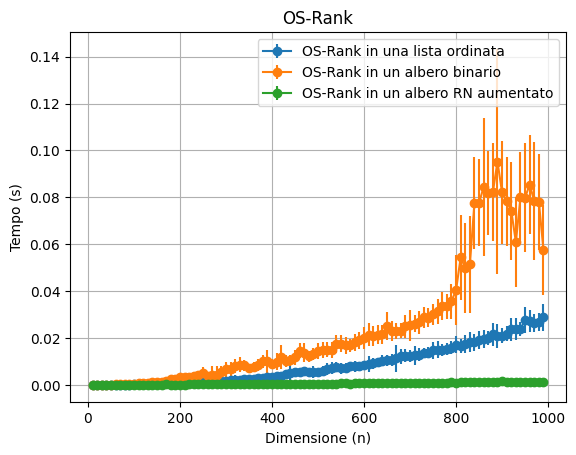 OS-Rank
OS-Rank in una lista ordinata
OS-Rank in un albero binario
OS-Rank in un albero RN aumentato
Tempo (s)
0.14
0.12
0.10
0.08
0.06
0.04
0.02
0.00
0 200 400 600 800 1000
Dimensione (n)